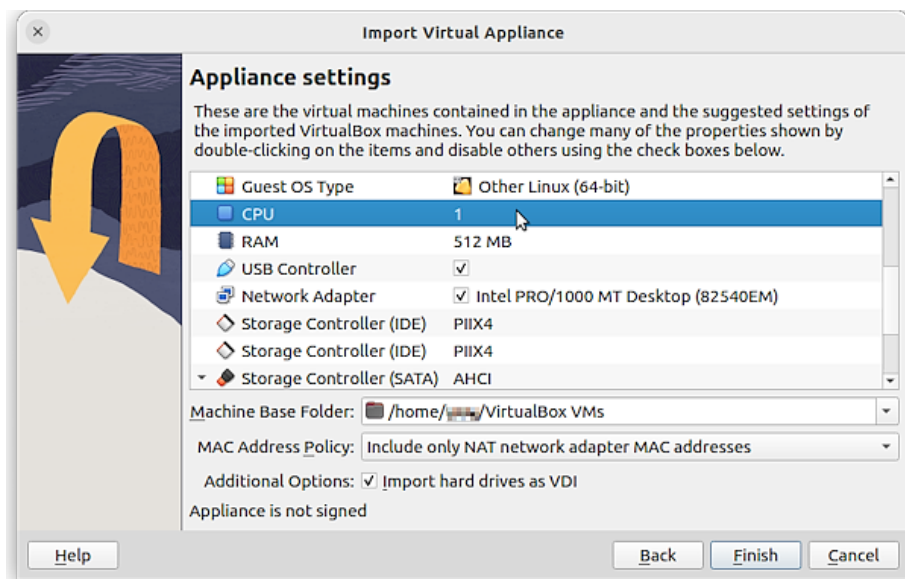 Import Virtual Appliance
Appliance settings
These are the virtual machines contained in the appliance and the suggested settings of
the imported VirtualBox machines. You can change many of the properties shown by
double-clicking on the items and disable others using the check boxes below.
Guest OS Type Other Linux (64-bit)
CPU 1
RAM 512 MB
USB Controller
Network Adapter Intel PRO/1000 MT Desktop (82540EM)
Storage Controller (IDE) PIIX4
Storage Controller (IDE) PIIX4
Storage Controller (SATA) AHCI
Machine Base Folder: /home/ /VirtualBox VMs
MAC Address Policy: Include only NAT network adapter MAC addresses
Additional Options: Import hard drives as VDI
Appliance is not signed
Help Back Finish Cancel